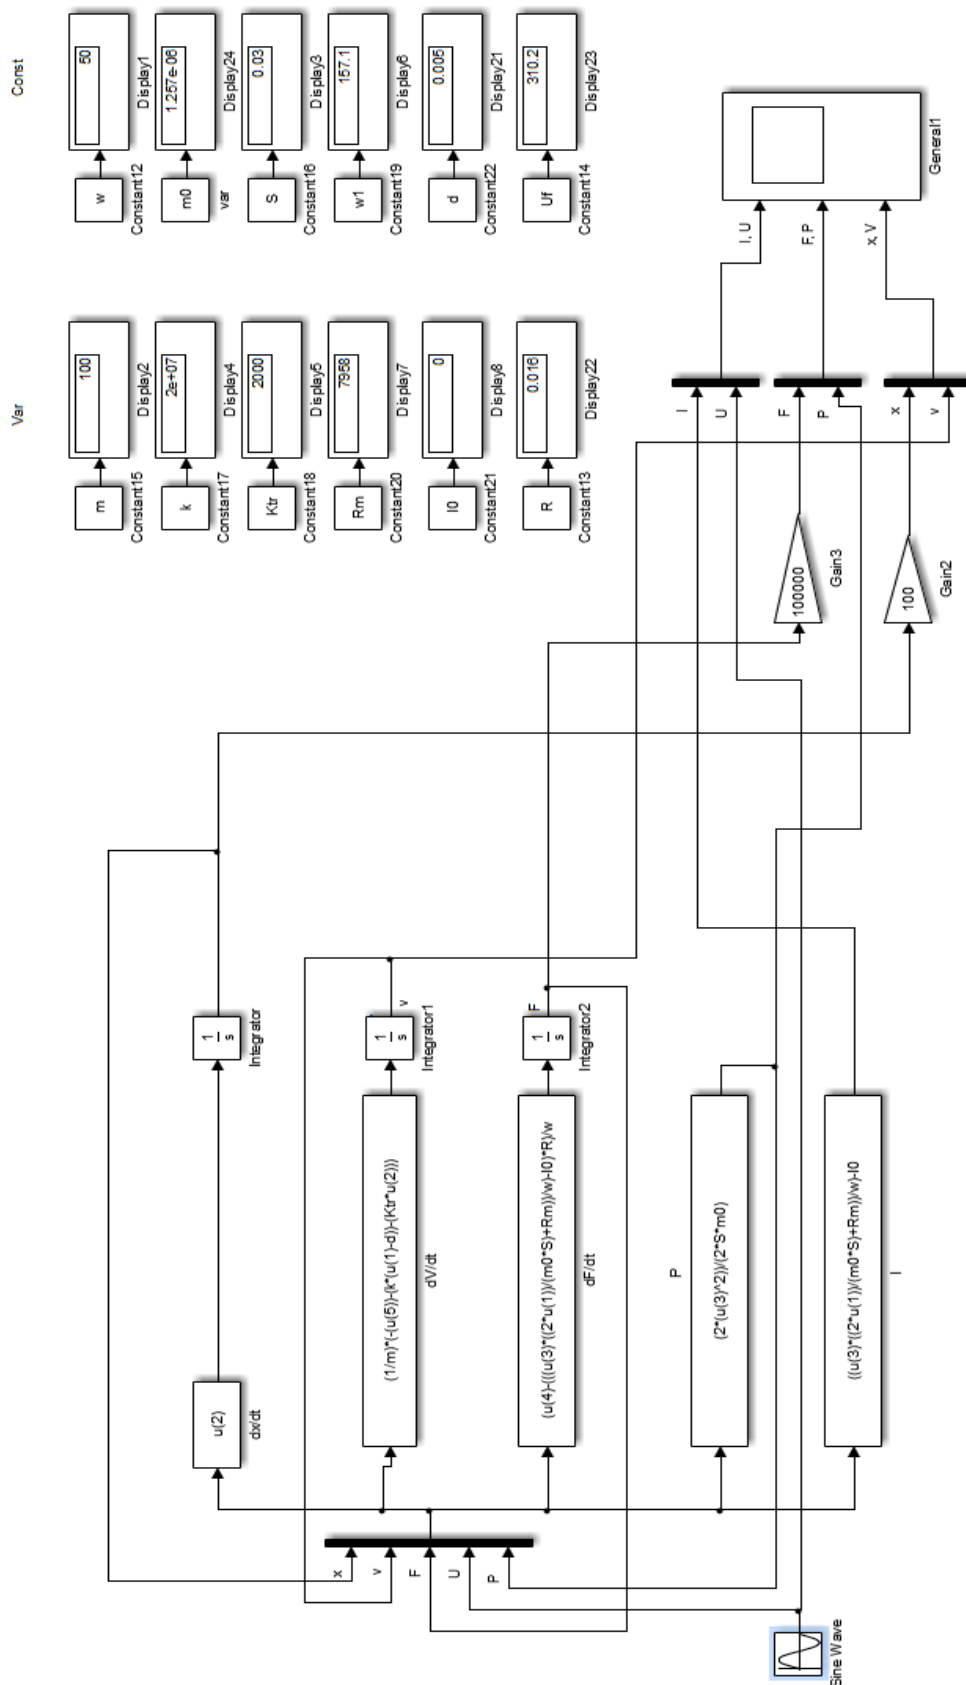 Const
w
Constant12
50
Display1
m0
var
1.257e-06
Display24
S
Constant16
0.03
Display3
w1
Constant19
157.1
Display6
d
Constant22
0.005
Display21
Uf
Constant14
310.2
Display23
Var
m
Constant15
100
Display2
k
Constant17
2e+07
Display4
Ktr
Constant18
2000
Display5
Rm
Constant20
7958
Display7
I0
Constant21
0
Display8
R
Constant13
0.016
Display22
x
v
F
U
P
Sine Wave
u(2)
dx/dt
1
s
Integrator
(1/m)*(-(u(5))-(k*(u(1)-d))-(Ktr*u(2)))
dV/dt
1
s
Integrator1
v
(u(4)-(((u(3)*((2*u(1))/(m0*S)+Rm))/w)-I0)*R)/w
dF/dt
1
s
Integrator2
F
P
(2*(u(3)^2))/(2*S*m0)
((u(3)*((2*u(1))/(m0*S)+Rm))/w)-I0
I
100000
Gain3
100
Gain2
I
U
F
P
x
v
I, U
F, P
x, V
General1